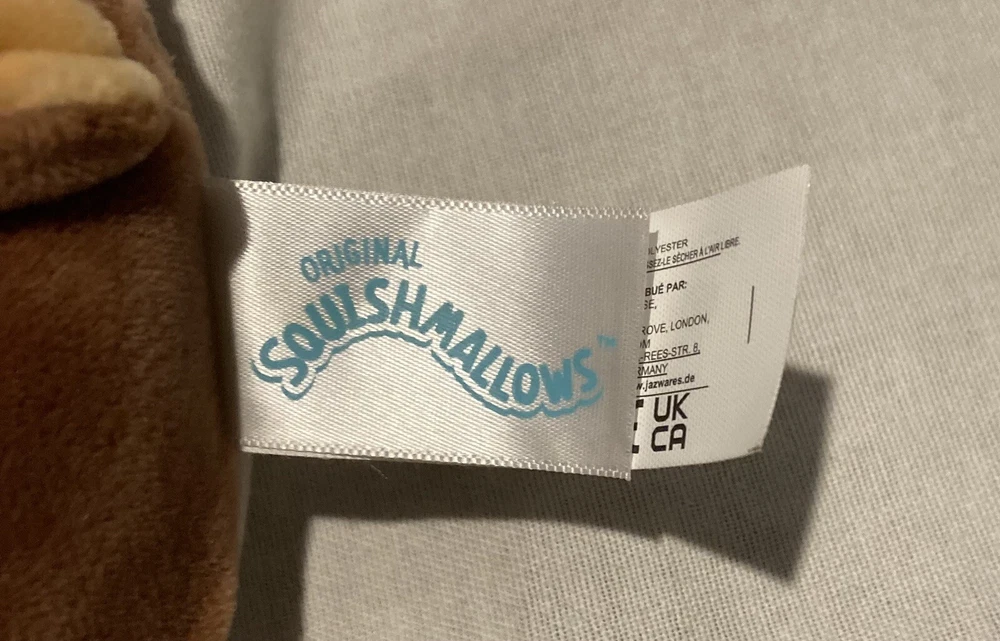 ORIGINAL
SQUISHMALLOWS™
LYESTER
SSEZ-LE SÉCHER À L'AIR LIBRE.
BUÉ PAR:
SE,
ROVE, LONDON,
OM
-REES-STR. 8,
RMANY
w.jazwares.de
UK
CA